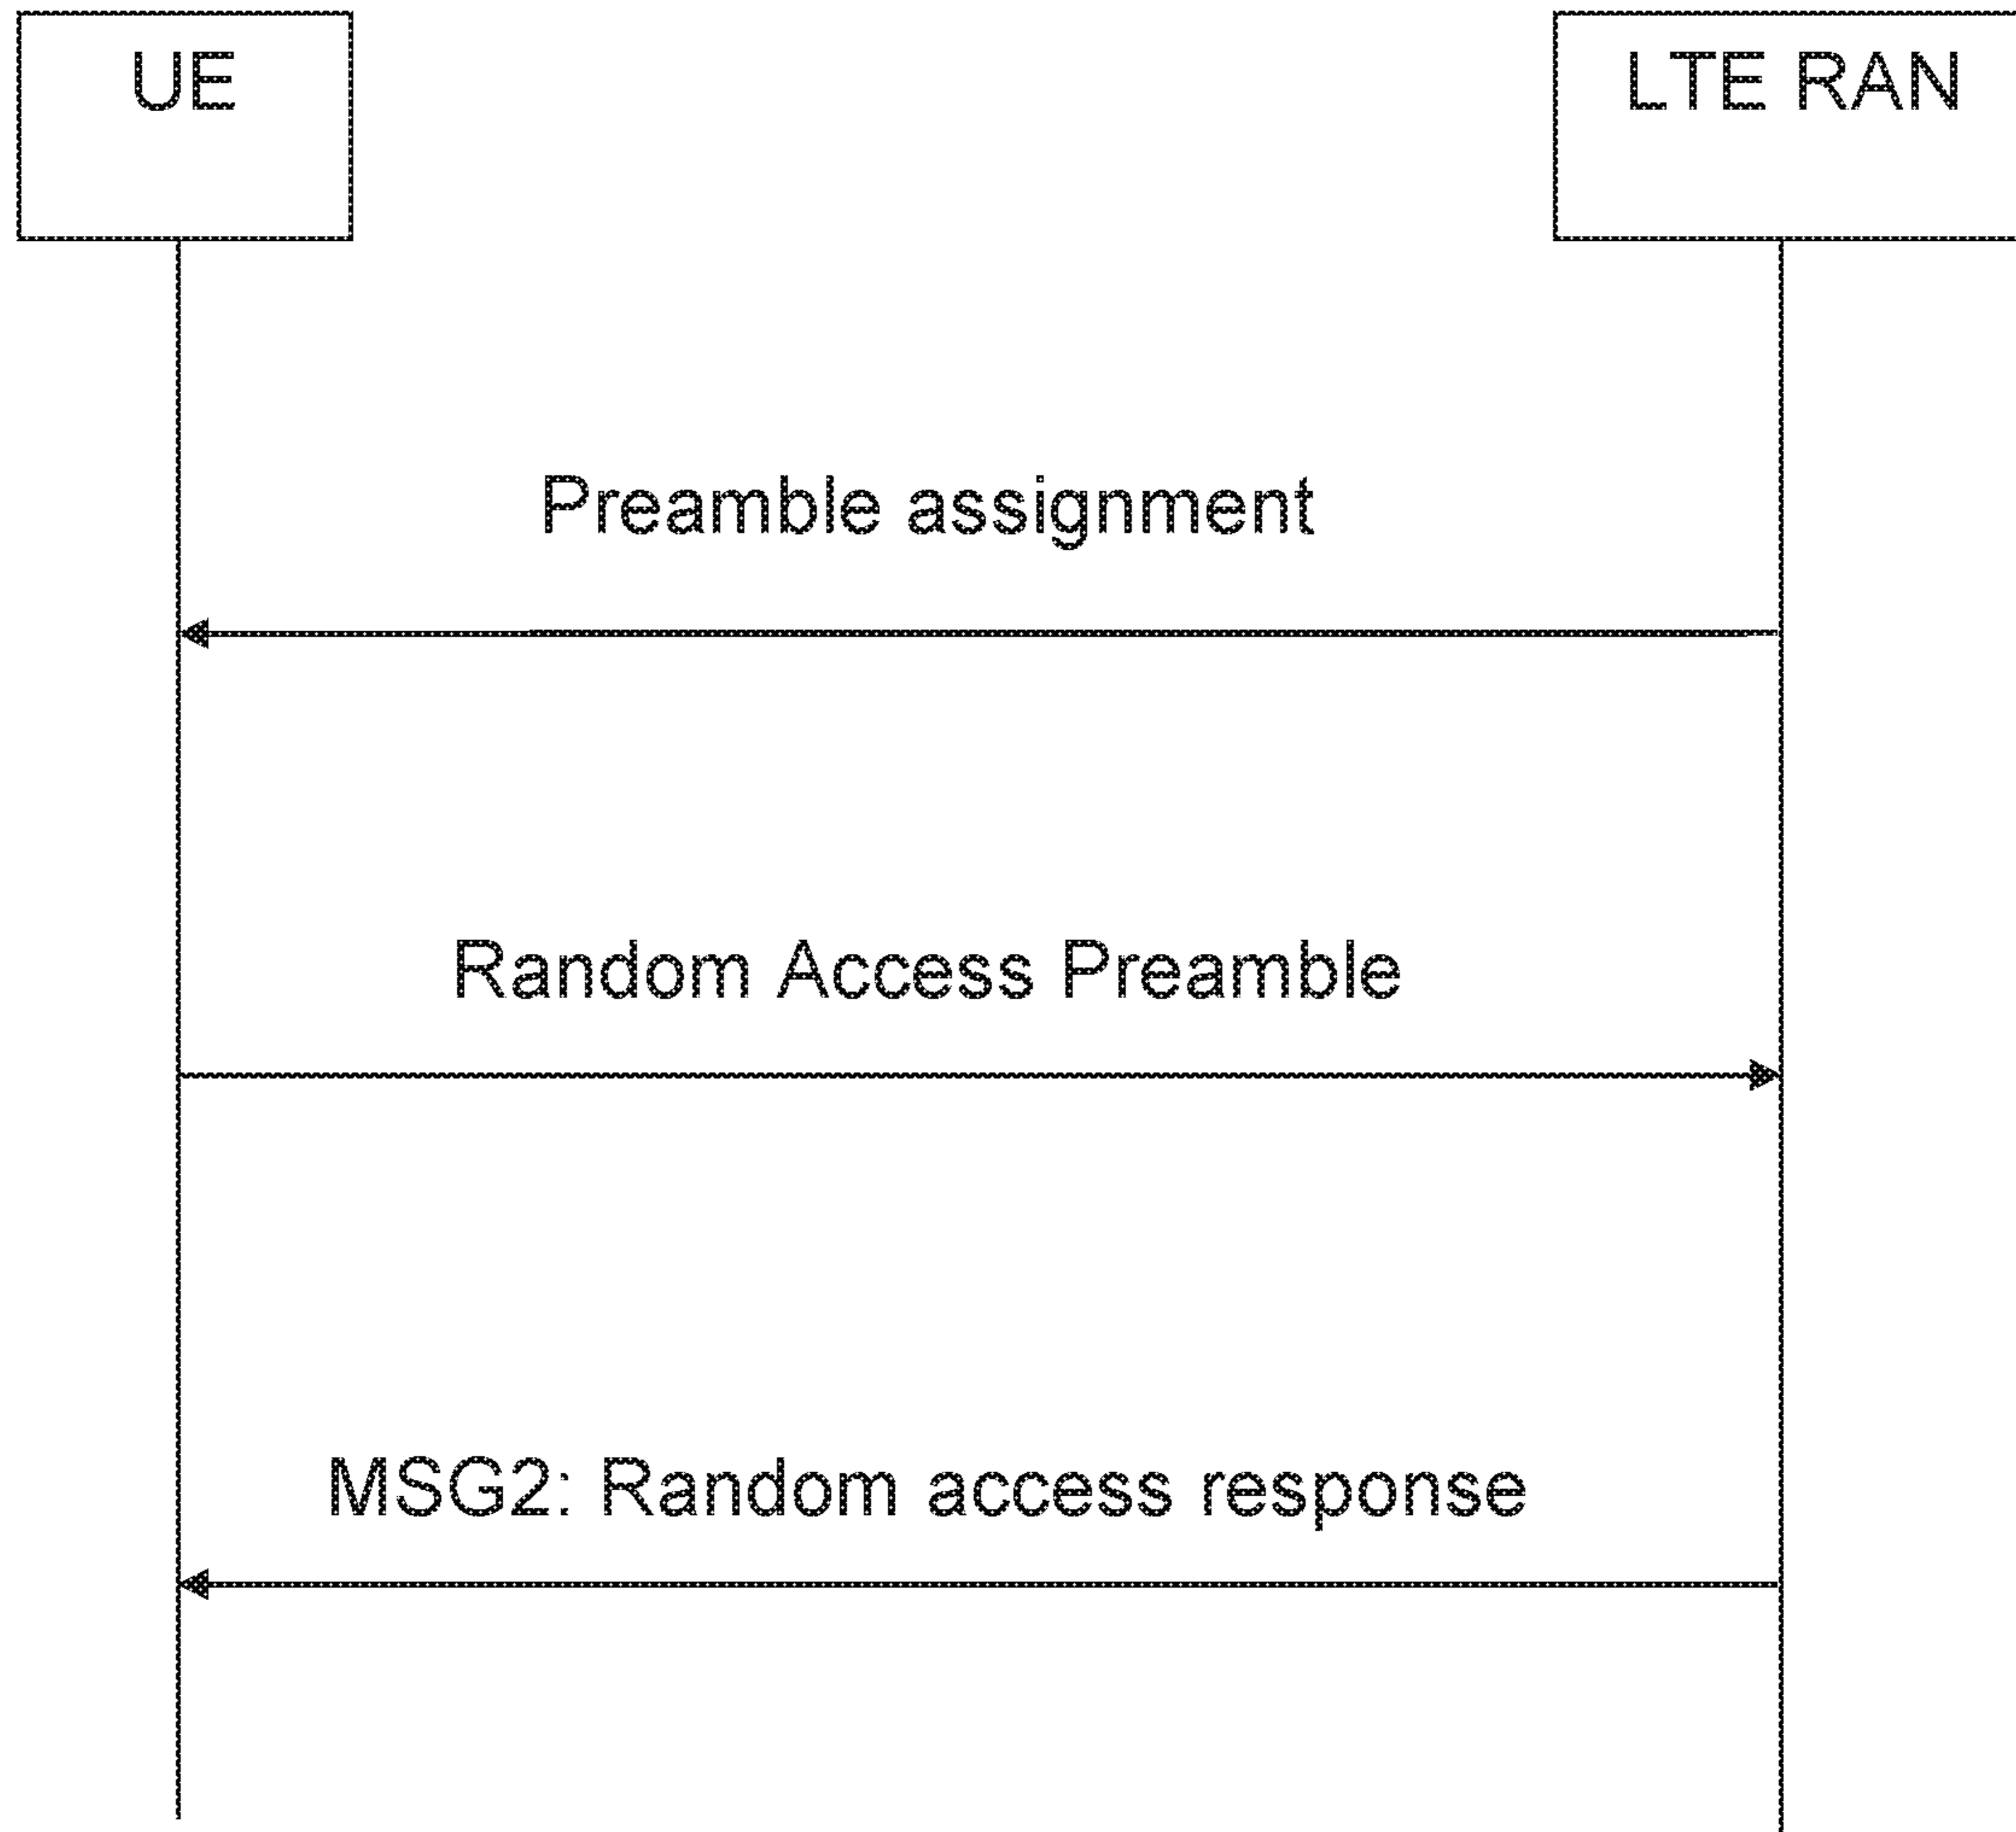 UE
LTE RAN
Preamble assignment
Random Access Preamble
MSG2: Random access response